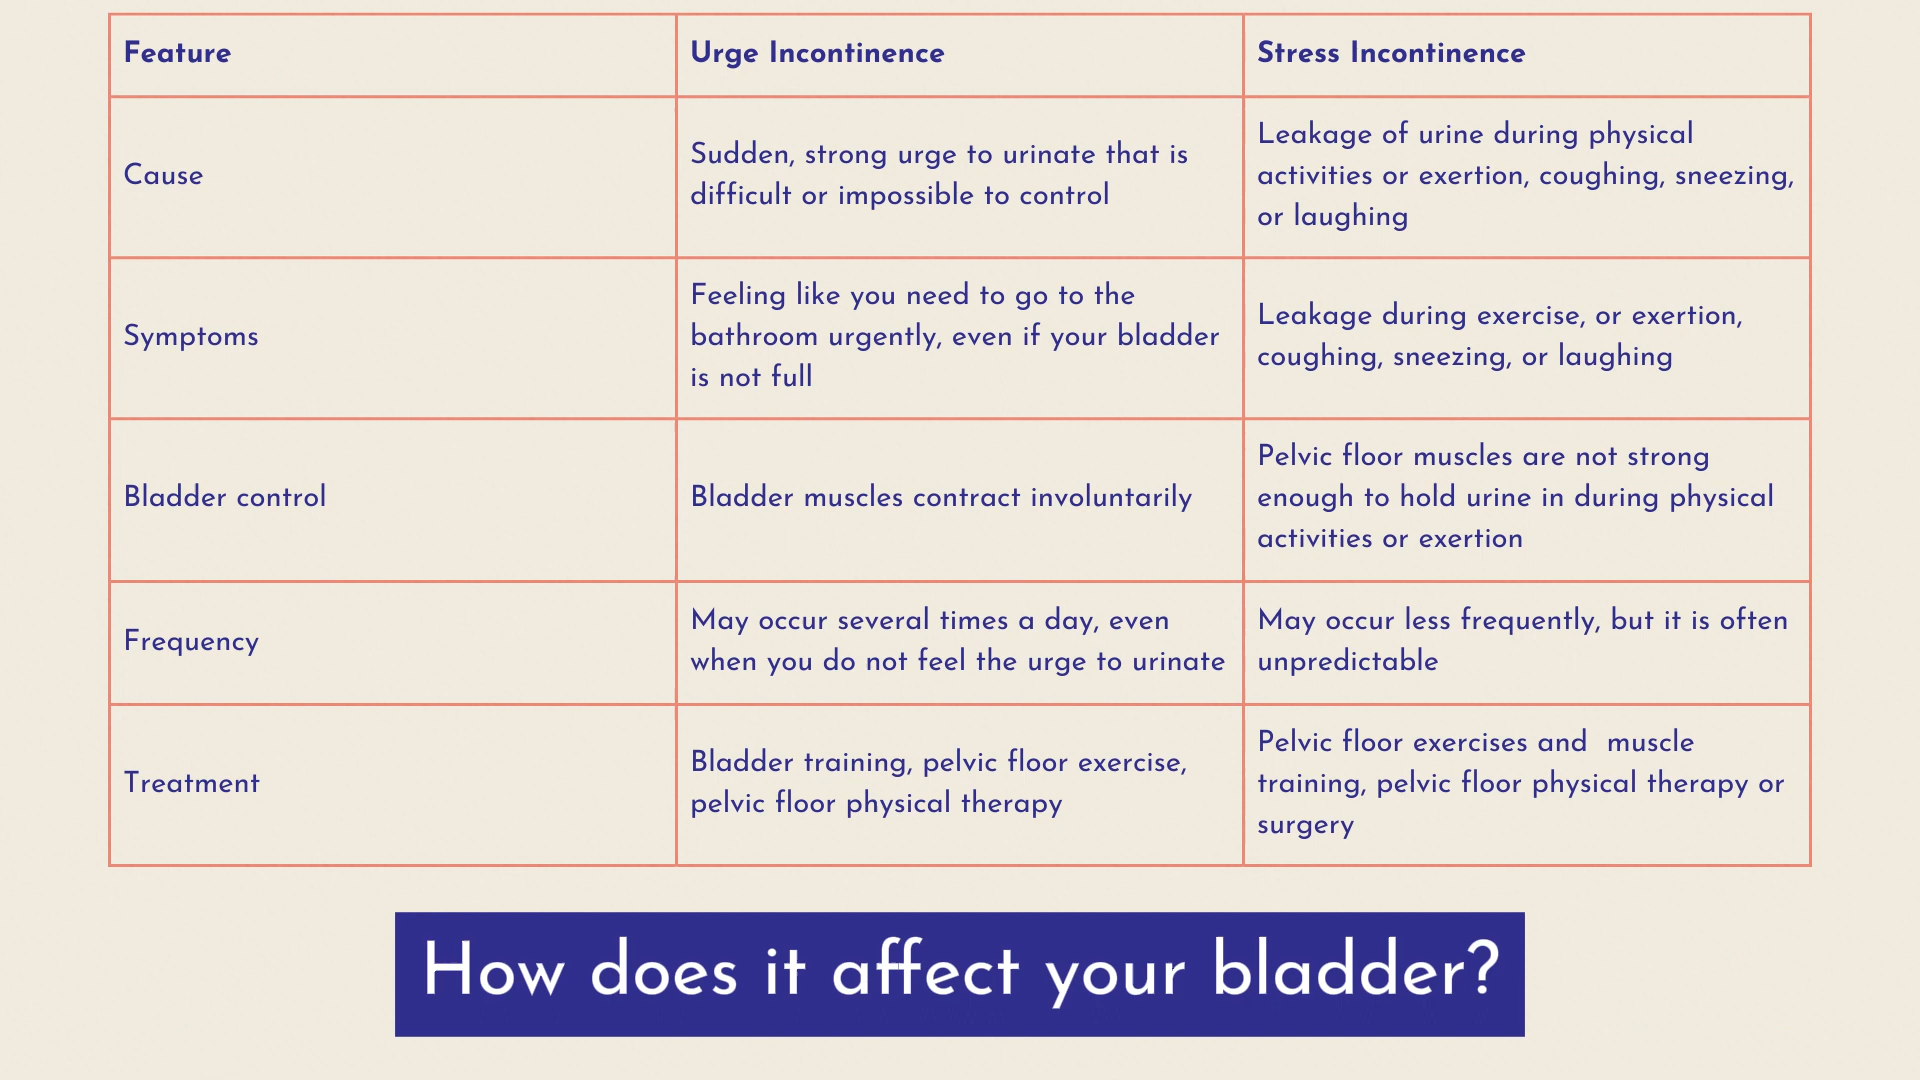 Feature
Urge Incontinence
Stress Incontinence
Cause
Sudden, strong urge to urinate that is
difficult or impossible to control
Leakage of urine during physical
activities or exertion, coughing, sneezing,
or laughing
Symptoms
Feeling like you need to go to the
bathroom urgently, even if your bladder
is not full
Leakage during exercise, or exertion,
coughing, sneezing, or laughing
Bladder control
Bladder muscles contract involuntarily
Pelvic floor muscles are not strong
enough to hold urine in during physical
activities or exertion
Frequency
May occur several times a day, even
when you do not feel the urge to urinate
May occur less frequently, but it is often
unpredictable
Treatment
Bladder training, pelvic floor exercise,
pelvic floor physical therapy
Pelvic floor exercises and  muscle
training, pelvic floor physical therapy or
surgery
How does it affect your bladder?